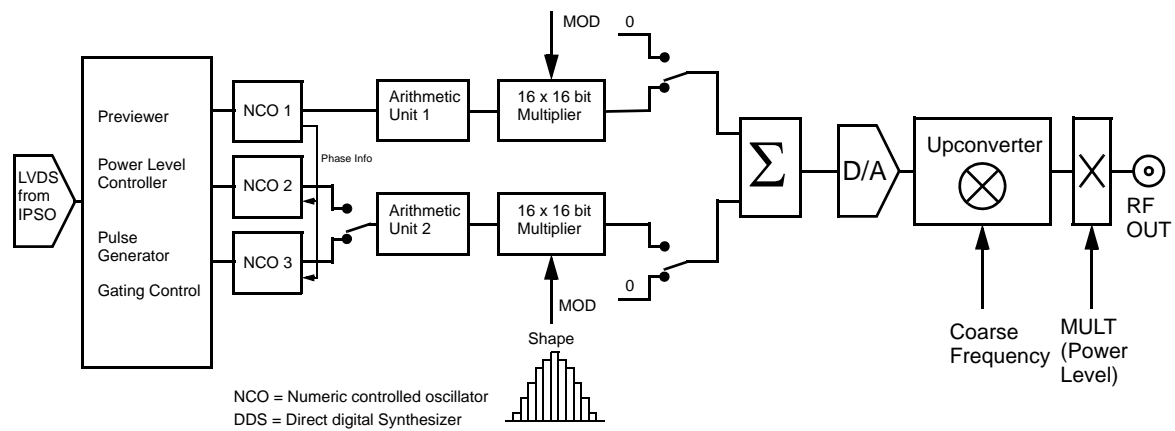 MOD
0
Previewer
NCO 1
Arithmetic
Unit 1
16 x 16 bit
Multiplier
Phase Info
LVDS
from
IPSO
Power Level
Controller
NCO 2
Pulse
Generator
NCO 3
Gating Control
Arithmetic
Unit 2
16 x 16 bit
Multiplier
MOD
0
Σ
D/A
Upconverter
X
RF
OUT
Shape
Coarse
Frequency
MULT
(Power
Level)
NCO = Numeric controlled oscillator
DDS = Direct digital Synthesizer